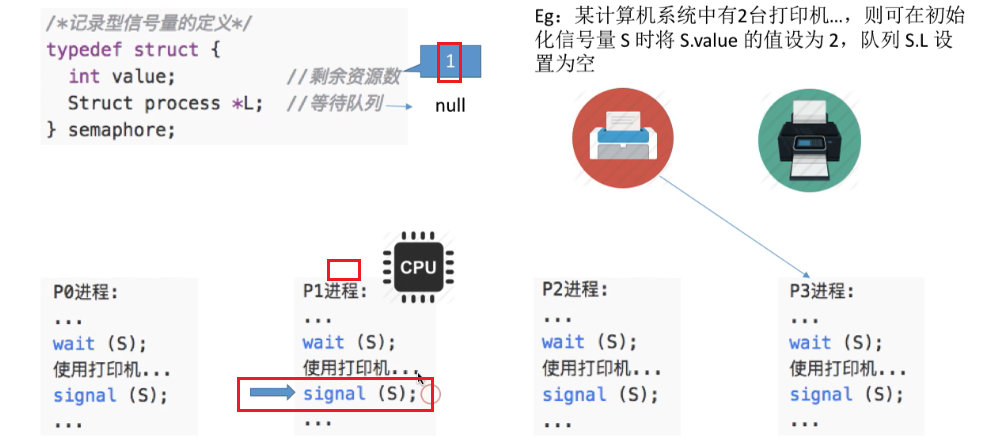 /*记录型信号量的定义*/
typedef struct {
int value; //剩余资源数
Struct process *L; //等待队列
} semaphore;
1
null
Eg：某计算机系统中有2台打印机…，则可在初始
化信号量 S 时将 S.value 的值设为 2，队列 S.L 设
置为空
CPU
P0进程:
...
wait (S);
使用打印机...
signal (S);
...
P1进程:
...
wait (S);
使用打印机...
signal (S);
...
P2进程:
...
wait (S);
使用打印机...
signal (S);
...
P3进程:
...
wait (S);
使用打印机...
signal (S);
...